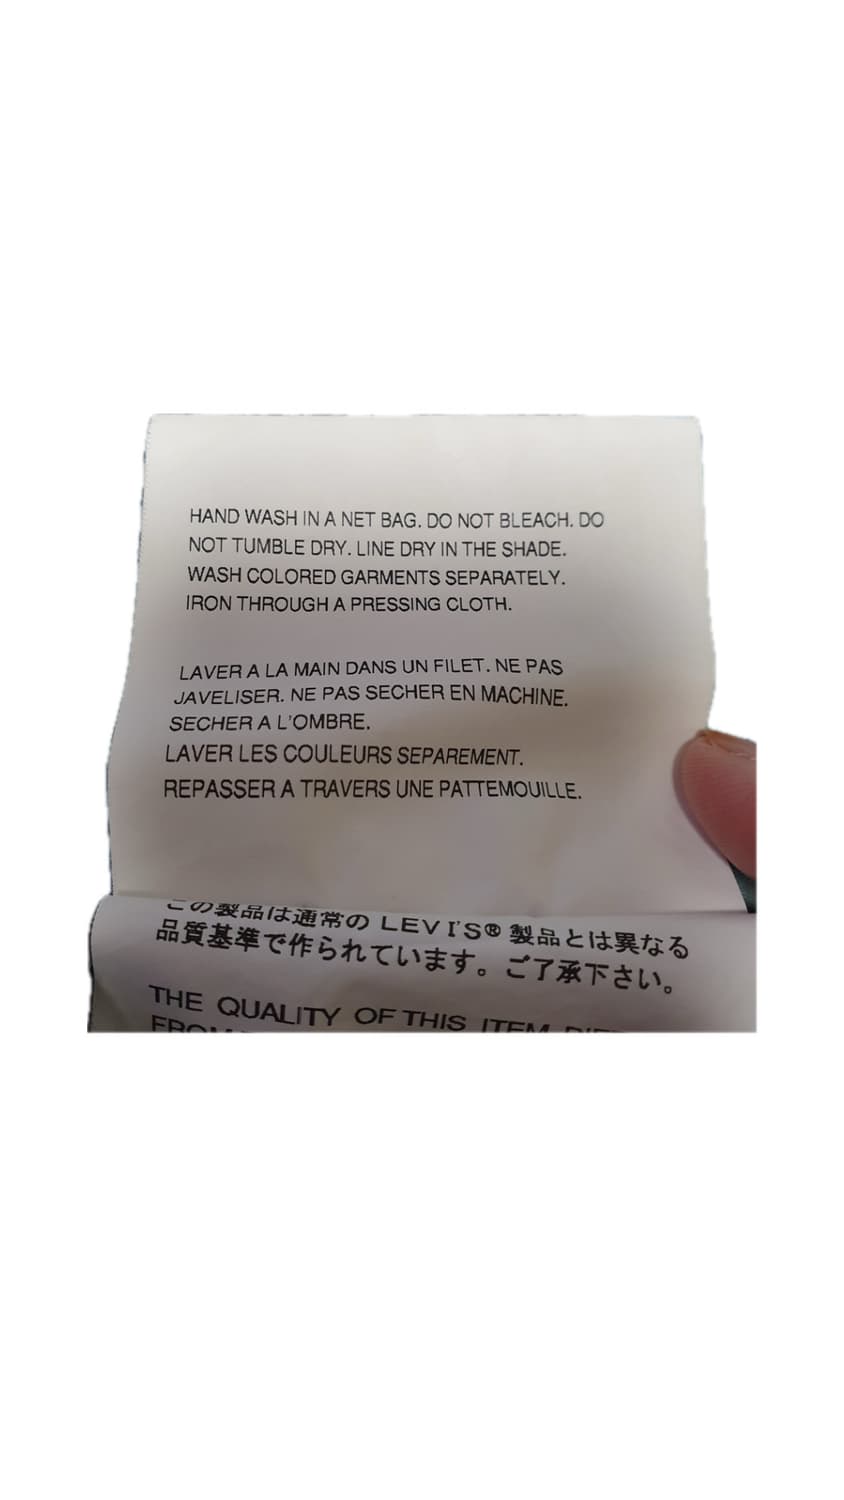 HAND WASH IN A NET BAG. DO NOT BLEACH. DO
NOT TUMBLE DRY. LINE DRY IN THE SHADE.
WASH COLORED GARMENTS SEPARATELY.
IRON THROUGH A PRESSING CLOTH.
LAVER A LA MAIN DANS UN FILET. NE PAS
JAVELISER. NE PAS SECHER EN MACHINE.
SECHER A L'OMBRE.
LAVER LES COULEURS SEPAREMENT.
REPASSER A TRAVERS UNE PATTEMOUILLE.
この製品は通常の LEVI'S® 製品とは異なる
品質基準で作られています。ご了承下さい。
THE QUALITY OF THIS ITEM